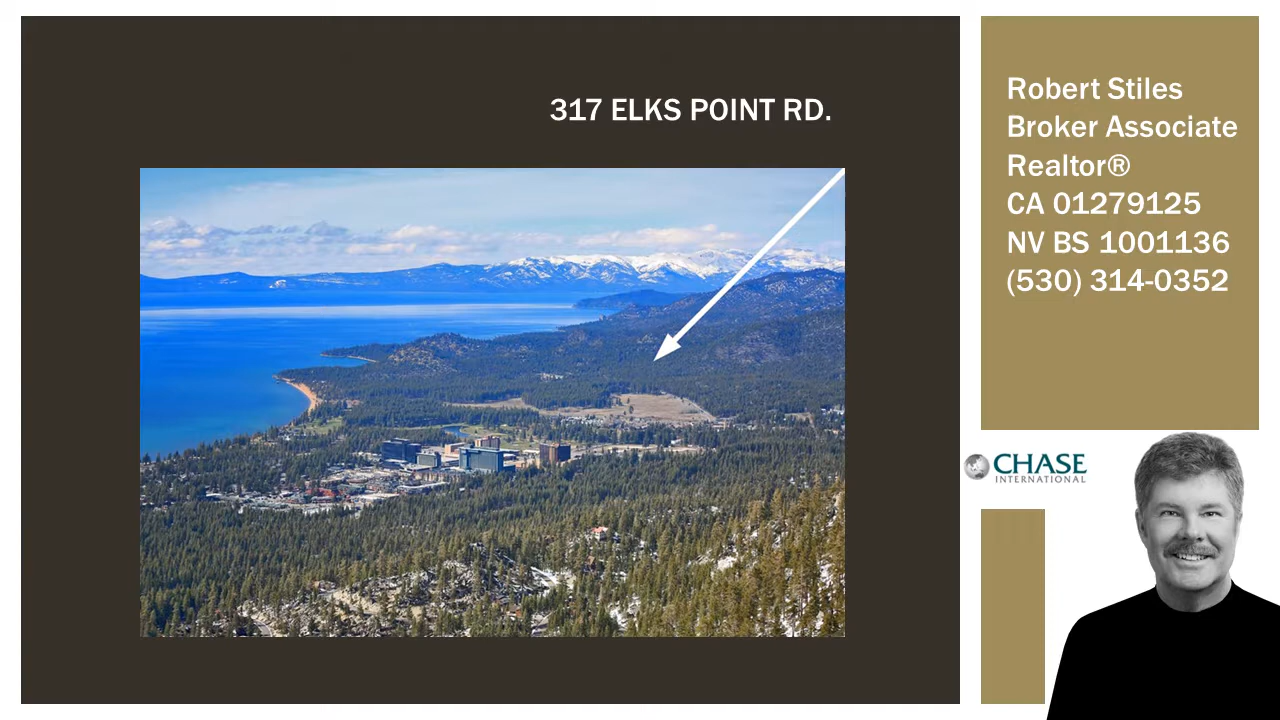 317 ELKS POINT RD.
Robert Stiles
Broker Associate
Realtor®
CA 01279125
NV BS 1001136
(530) 314-0352
CHASE
INTERNATIONAL